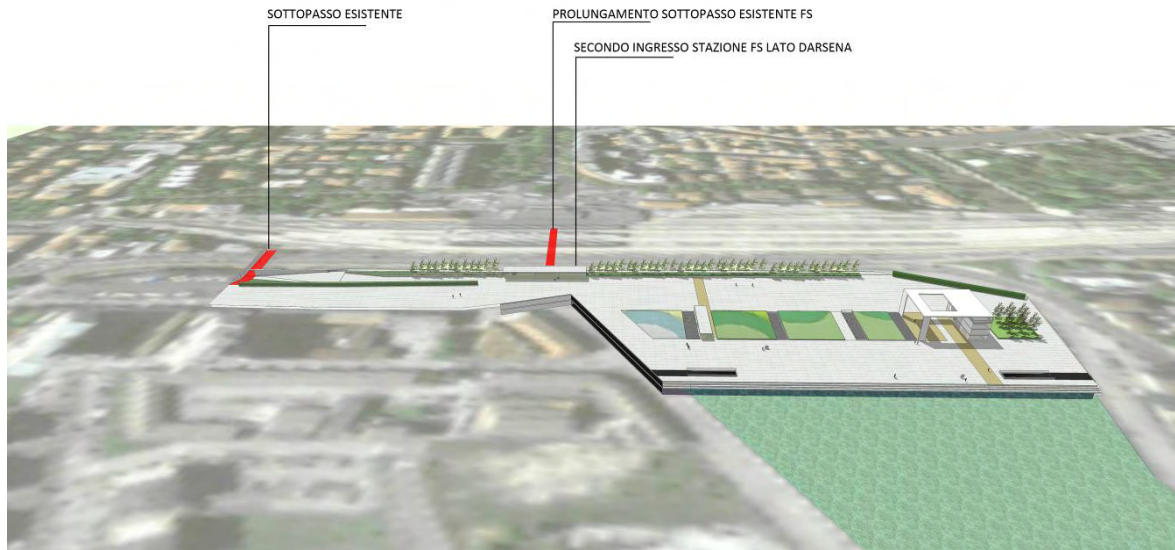 SOTTOPASSO ESISTENTE
PROLUNGAMENTO SOTTOPASSO ESISTENTE FS
SECONDO INGRESSO STAZIONE FS LATO DARSENA